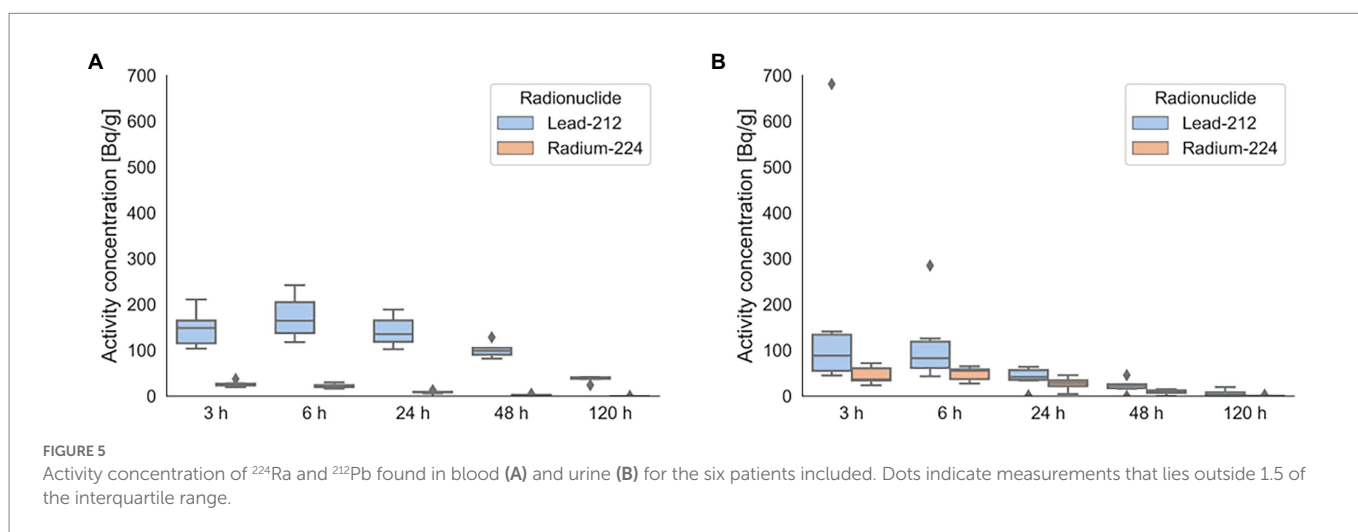 A
Activity concentration [Bq/g]
700
600
500
400
300
200
100
0
Radionuclide
Lead-212
Radium-224
3 h 6 h 24 h 48 h 120 h
B
Activity concentration [Bq/g]
700
600
500
400
300
200
100
0
Radionuclide
Lead-212
Radium-224
3 h 6 h 24 h 48 h 120 h
FIGURE 5
Activity concentration of ²²⁴Ra and ²¹²Pb found in blood (A) and urine (B) for the six patients included. Dots indicate measurements that lies outside 1.5 of
the interquartile range.